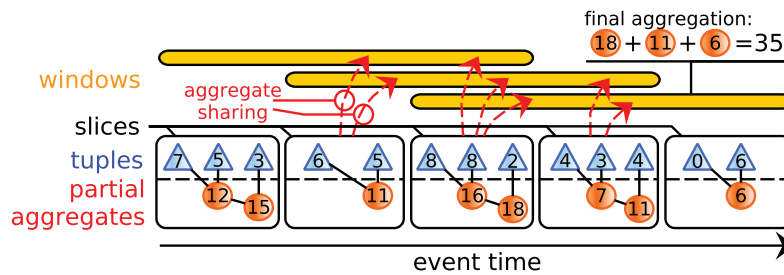 final aggregation:
18 + 11 + 6 =35
windows
aggregate
sharing
slices
tuples 7 5 3 6 5 8 8 2 4 3 4 0 6
partial
aggregates
12 15 11 16 18 7 11 6
event time